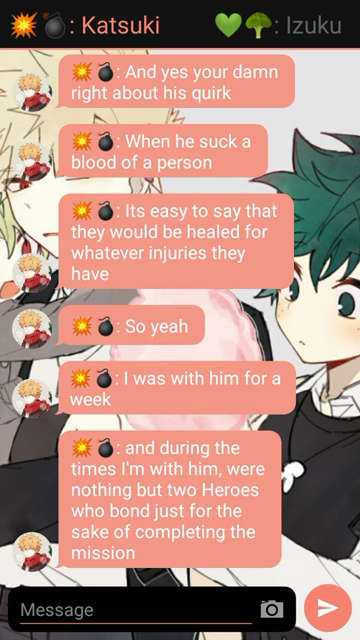 💥💣: Katsuki
💚🥦: Izuku
💥💣: And yes your damn
right about his quirk
💥💣: When he suck a
blood of a person
💥💣: Its easy to say that
they would be healed for
whatever injuries they
have
💥💣: So yeah
💥💣: I was with him for a
week
💥💣: and during the
times I'm with him, were
nothing but two Heroes
who bond just for the
sake of completing the
mission
Message